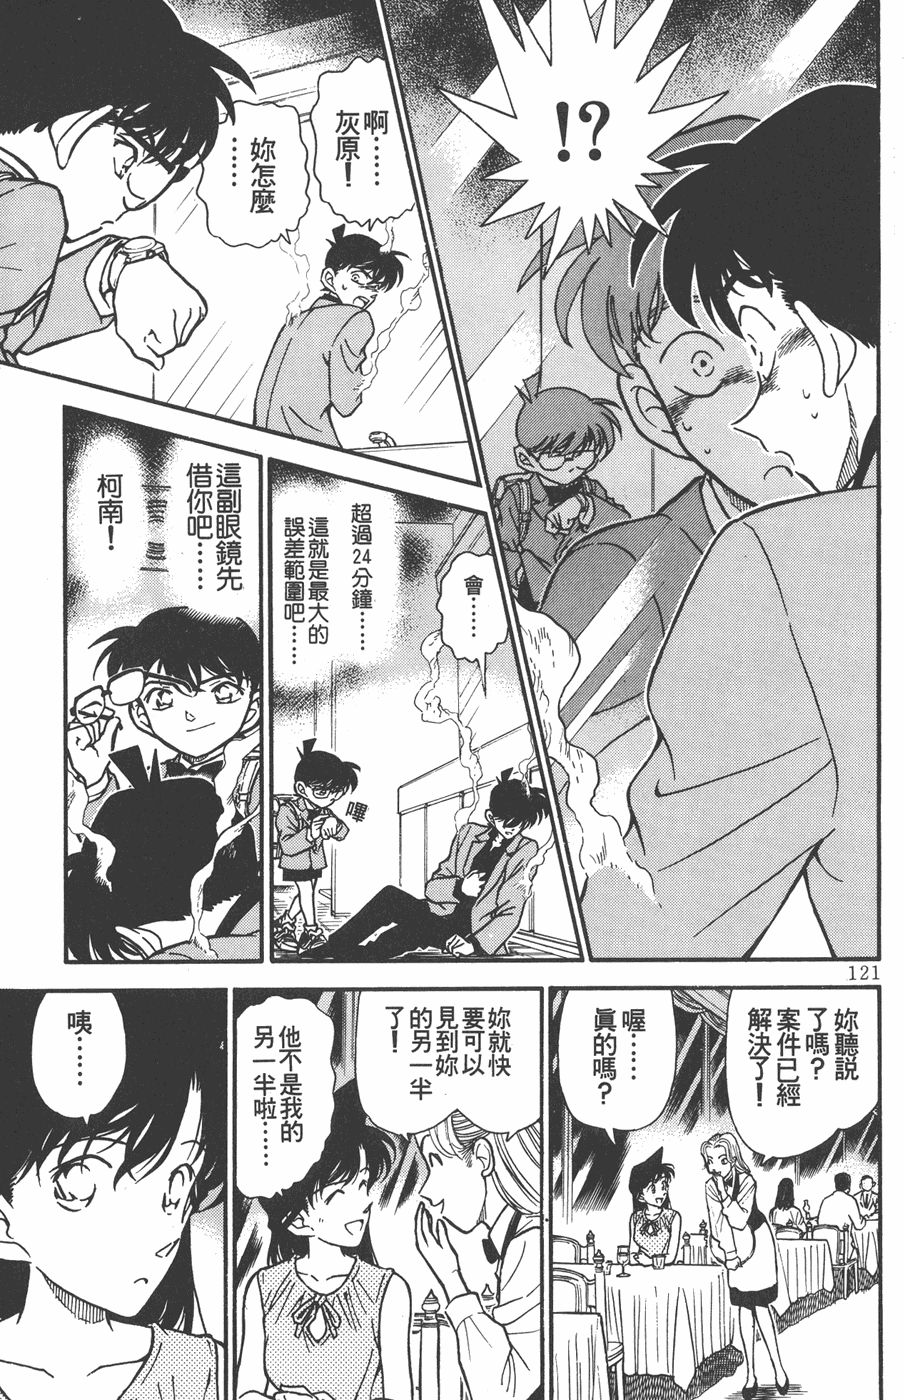 !?
啊……
灰原！
妳怎麼
……
會……
超過24分鐘……
這就是最大的
誤差範圍吧……
嗶
這副眼鏡先
借你吧……
柯南！
121
妳聽說
了嗎？
案件已經
解決了！
喔……
真的嗎？
妳就快
要可以
見到妳
的另一半
了！
他不是我的
另一半啦……
咦……